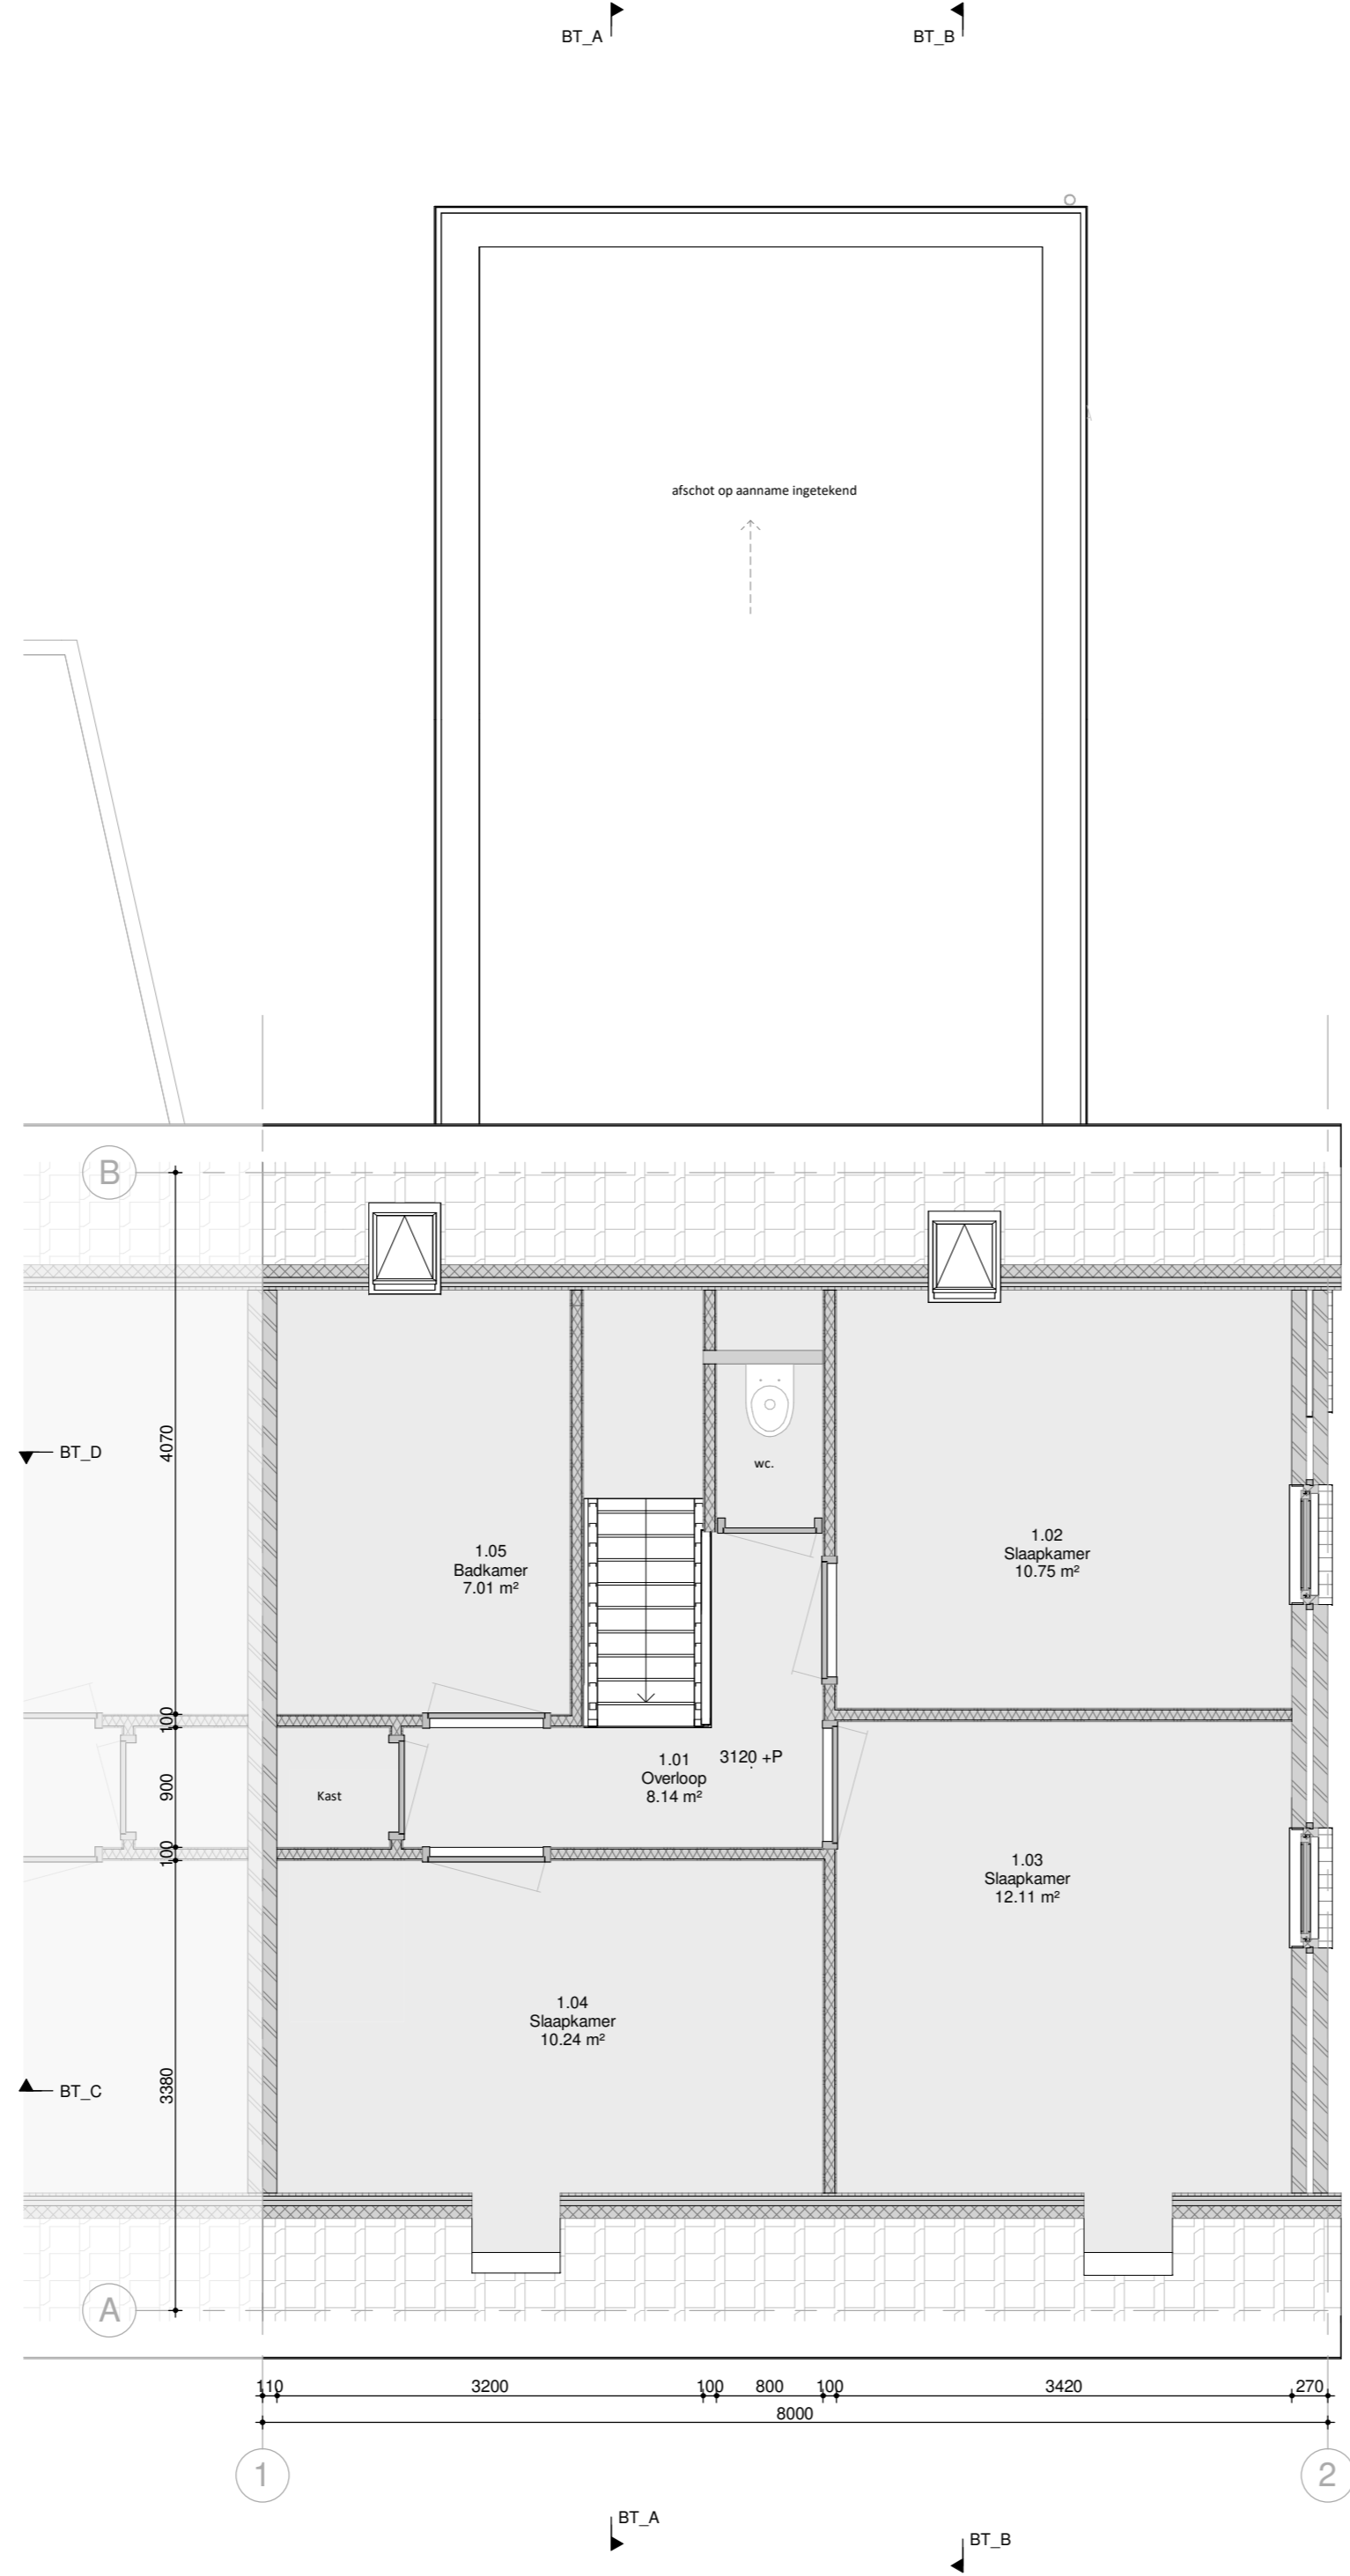 BT_A
BT_B
afschot op aanname ingetekend
B
4070
BT_D
wc.
1.02
Slaapkamer
10.75 m²
1.05
Badkamer
7.01 m²
100
1.01
Overloop
8.14 m²
3120 +P
900
Kast
100
1.03
Slaapkamer
12.11 m²
1.04
Slaapkamer
10.24 m²
3380
BT_C
A
110
3200
100
800
100
3420
270
8000
1
2
BT_A
BT_B